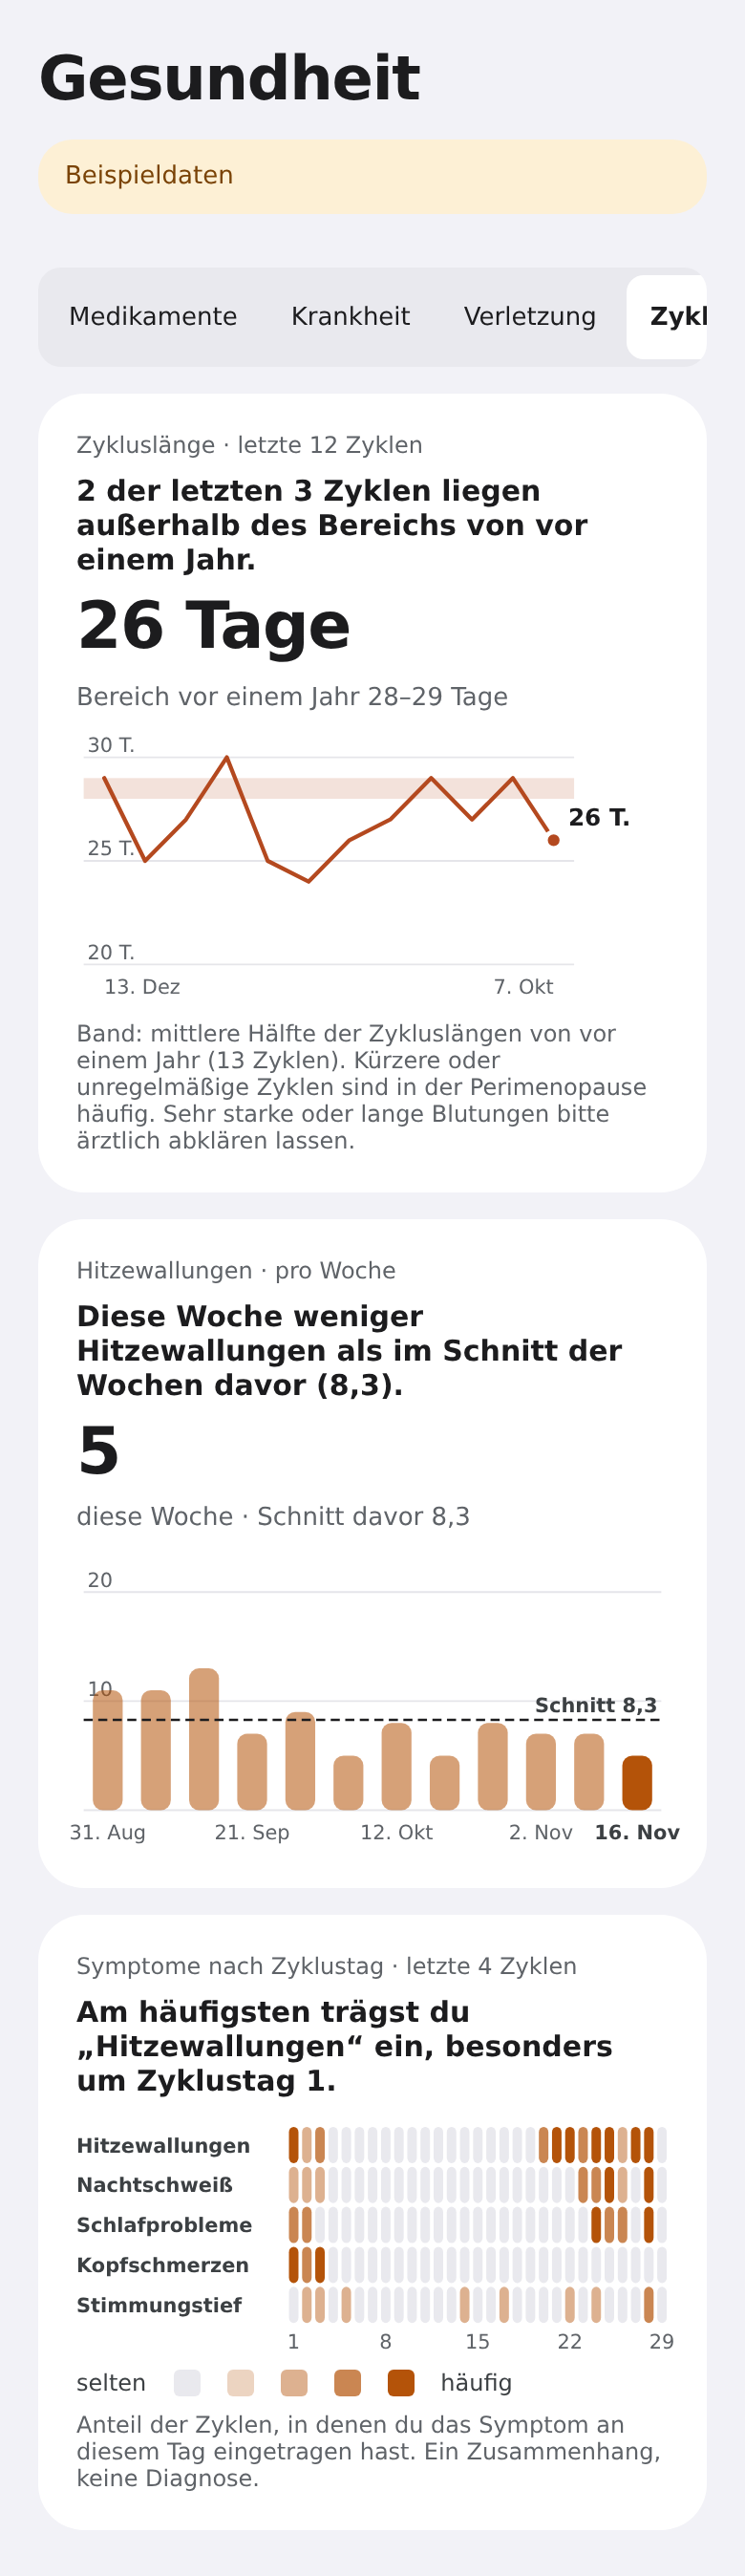 Gesundheit
Beispieldaten
Medikamente Krankheit Verletzung Zykl
Zykluslänge · letzte 12 Zyklen
2 der letzten 3 Zyklen liegen
außerhalb des Bereichs von vor
einem Jahr.
26 Tage
Bereich vor einem Jahr 28–29 Tage
30 T.
26 T.
25 T.
20 T.
13. Dez 7. Okt
Band: mittlere Hälfte der Zykluslängen von vor
einem Jahr (13 Zyklen). Kürzere oder
unregelmäßige Zyklen sind in der Perimenopause
häufig. Sehr starke oder lange Blutungen bitte
ärztlich abklären lassen.
Hitzewallungen · pro Woche
Diese Woche weniger
Hitzewallungen als im Schnitt der
Wochen davor (8,3).
5
diese Woche · Schnitt davor 8,3
20
10
Schnitt 8,3
31. Aug 21. Sep 12. Okt 2. Nov 16. Nov
Symptome nach Zyklustag · letzte 4 Zyklen
Am häufigsten trägst du
„Hitzewallungen“ ein, besonders
um Zyklustag 1.
Hitzewallungen
Nachtschweiß
Schlafprobleme
Kopfschmerzen
Stimmungstief
1 8 15 22 29
selten häufig
Anteil der Zyklen, in denen du das Symptom an
diesem Tag eingetragen hast. Ein Zusammenhang,
keine Diagnose.